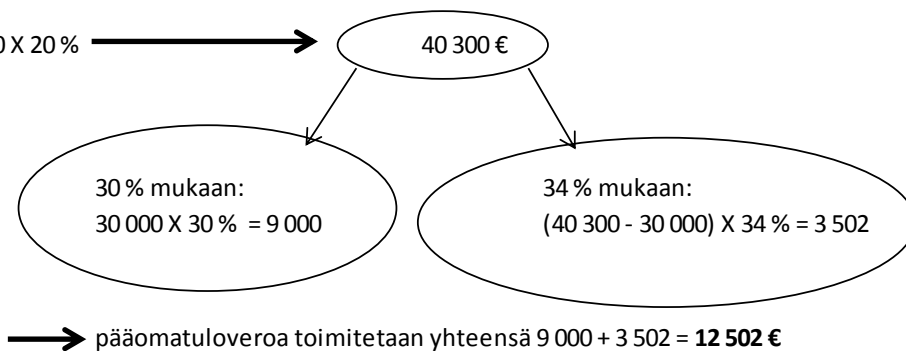 0 X 20 %
40 300 €
30 % mukaan:
30 000 X 30 % = 9 000
34 % mukaan:
(40 300 - 30 000) X 34 % = 3 502
pääomatuloveroa toimitetaan yhteensä 9 000 + 3 502 = 12 502 €